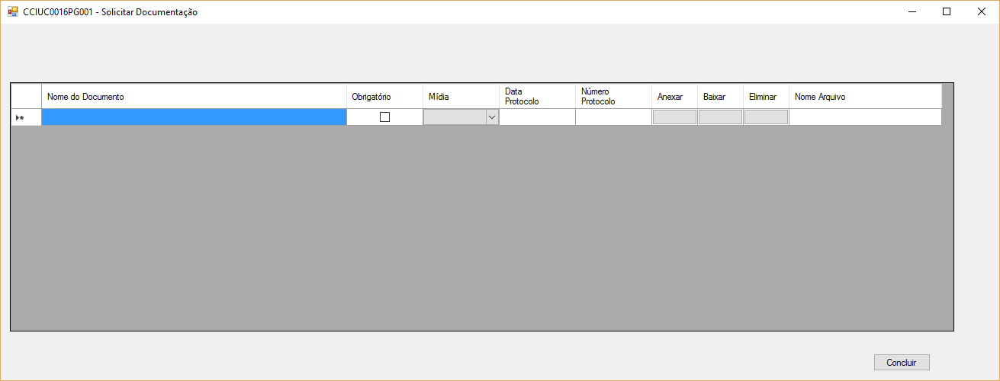 CCIUC0016PG001 - Solicitar Documentação
Nome do Documento
Obrigatório
Mídia
Data
Protocolo
Número
Protocolo
Anexar
Baixar
Eliminar
Nome Arquivo
Concluir